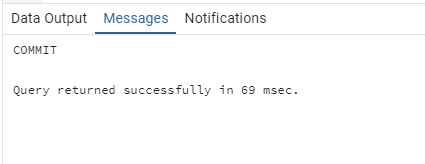 Data Output Messages Notifications
COMMIT
Query returned successfully in 69 msec.